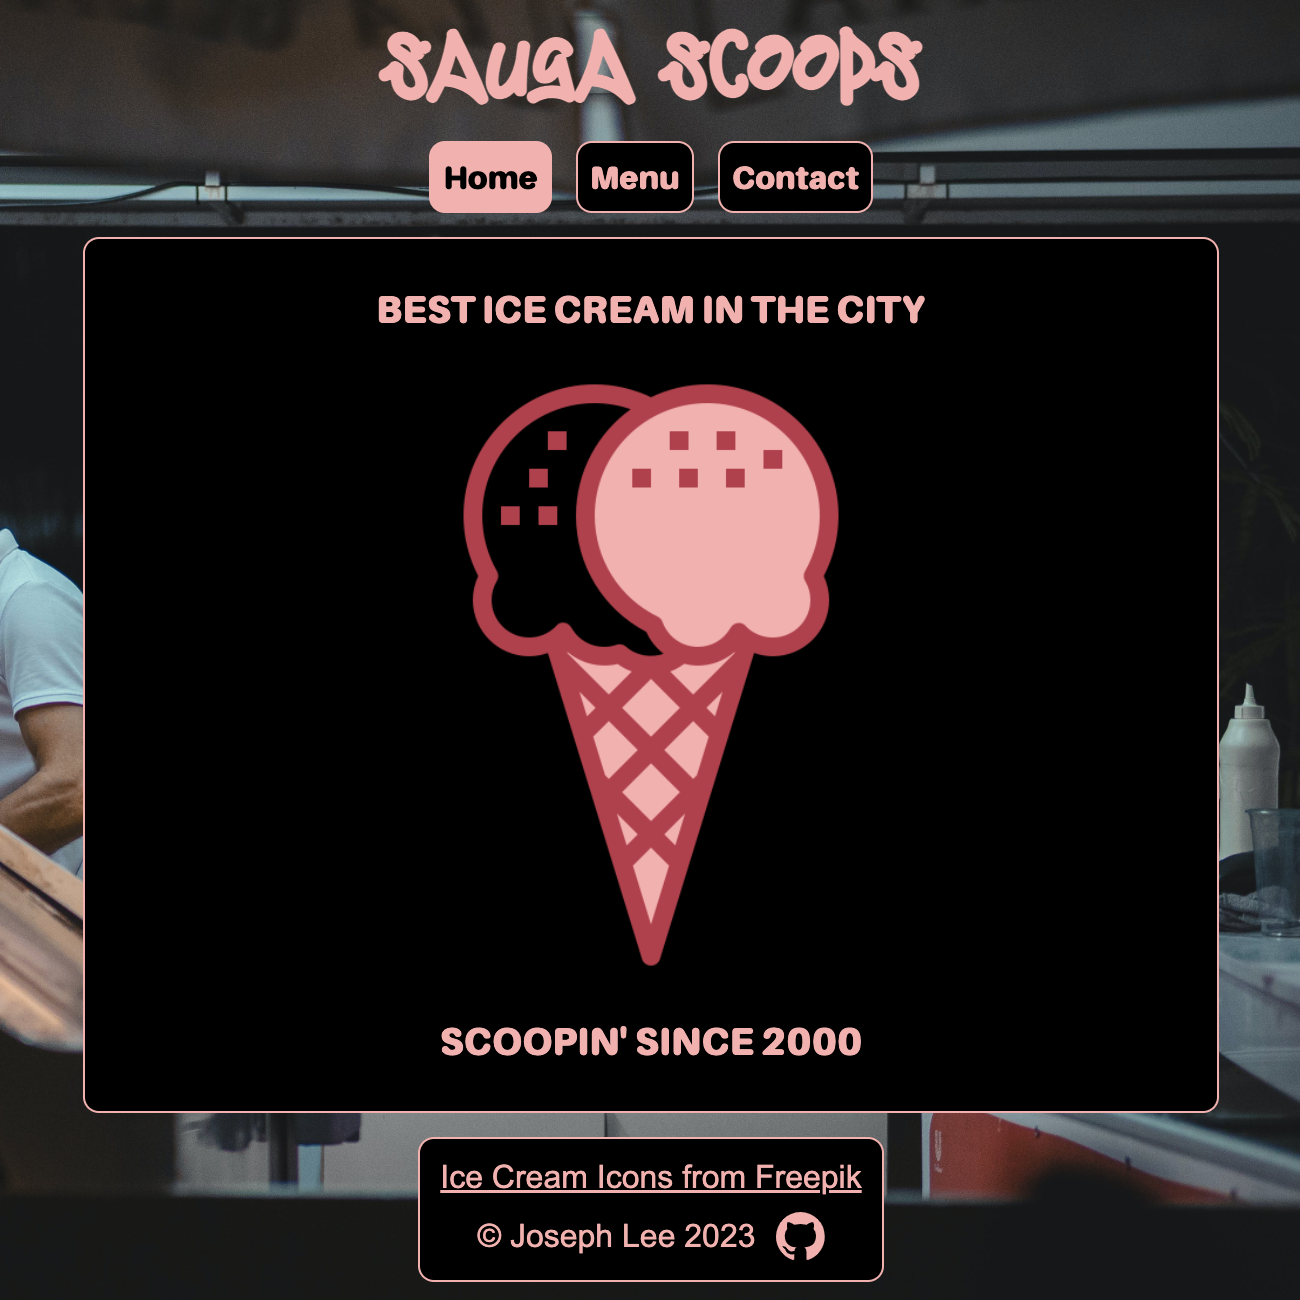 SAUGA SCOOPS
Home Menu Contact
BEST ICE CREAM IN THE CITY
SCOOPIN' SINCE 2000
Ice Cream Icons from Freepik
© Joseph Lee 2023